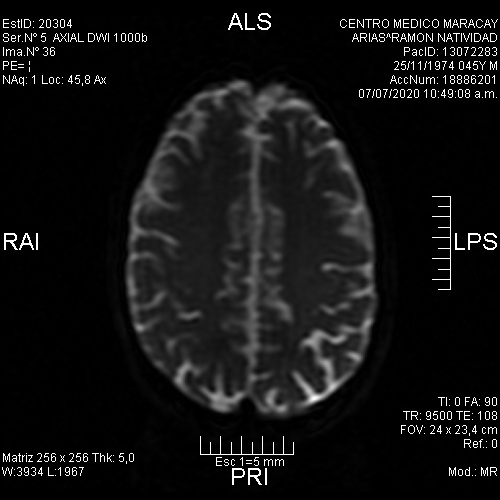 EstID: 20304
Ser.Nº 5  AXIAL DWI 1000b
Ima.Nº 36
PE= ¦
NAq: 1 Loc: 45,8 Ax
ALS
CENTRO MEDICO MARACAY
ARIAS^RAMON NATIVIDAD
PacID: 13072283
25/11/1974 045Y M
AccNum: 18886201
07/07/2020 10:49:08 a.m.
RAI
LPS
TI: 0 FA: 90
TR: 9500 TE: 108
FOV: 24 x 23,4 cm
Ref.: 0
Matriz 256 x 256 Thk: 5,0
W:3934 L:1967
Esc 1=5 mm
PRI
Mod.: MR